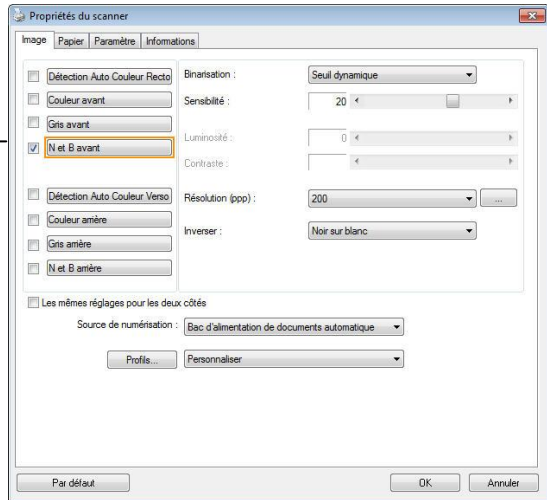 Propriétés du scanner
Image Papier Paramètre Informations
Détection Auto Couleur Recto
Couleur avant
Gris avant
N et B avant
Détection Auto Couleur Verso
Couleur arrière
Gris arrière
N et B arrière
Binarisation : Seuil dynamique
Sensibilité : 20
Luminosité : 0
Contraste :
Résolution (ppp) : 200 ...
Inverser : Noir sur blanc
Les mêmes réglages pour les deux côtés
Source de numérisation : Bac d'alimentation de documents automatique
Profils... Personnaliser
Par défaut OK Annuler